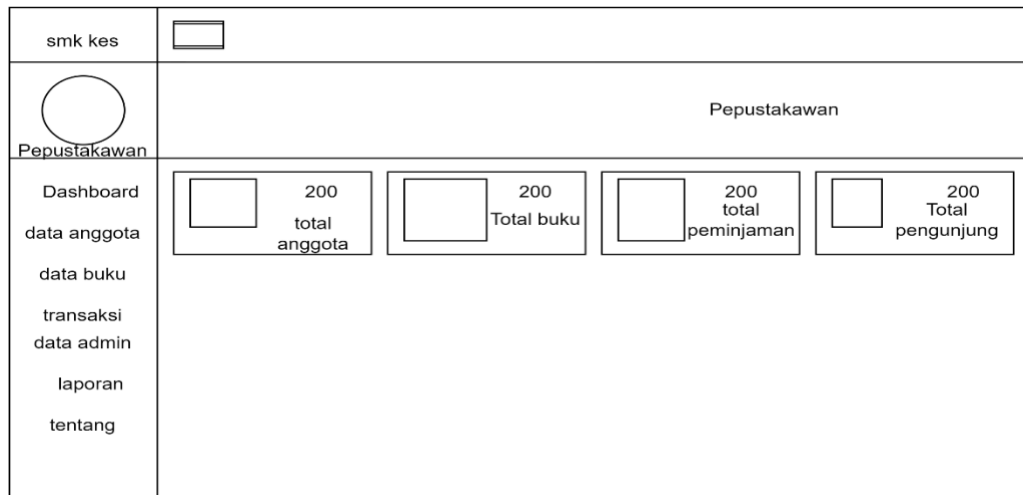 smk kes
Pepustakawan
Pepustakawan
Dashboard
data anggota
data buku
transaksi
data admin
laporan
tentang
200
total
anggota
200
Total buku
200
total
peminjaman
200
Total
pengunjung